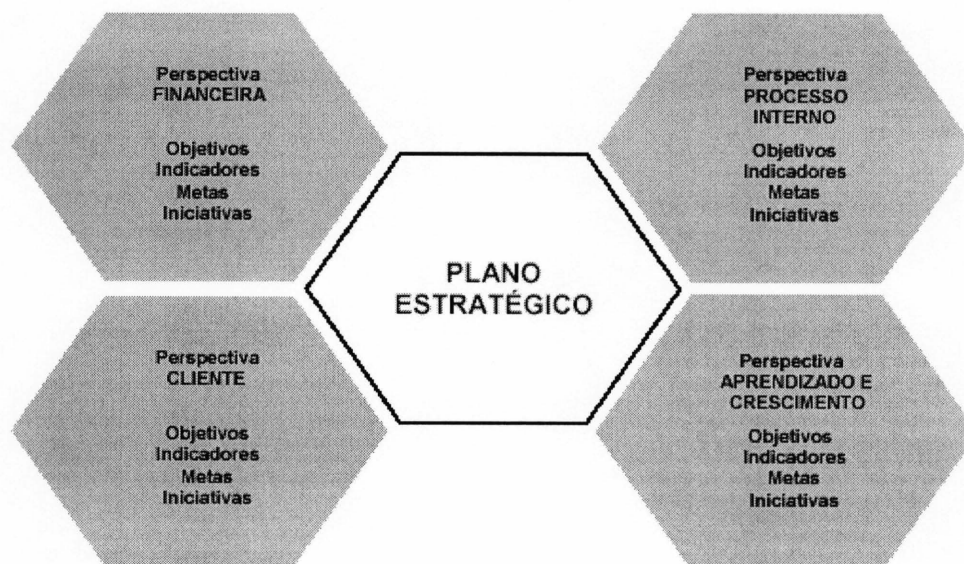 Perspectiva
FINANCEIRA
Objetivos
Indicadores
Metas
Iniciativas
Perspectiva
PROCESSO
INTERNO
Objetivos
Indicadores
Metas
Iniciativas
PLANO
ESTRATÉGICO
Perspectiva
CLIENTE
Objetivos
Indicadores
Metas
Iniciativas
Perspectiva
APRENDIZADO E
CRESCIMENTO
Objetivos
Indicadores
Metas
Iniciativas